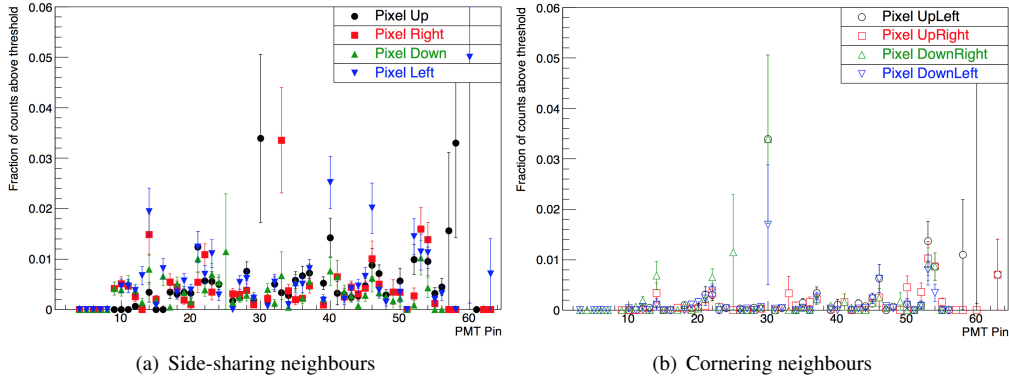 Fraction of counts above threshold
0.06
0.05
0.04
0.03
0.02
0.01
0
Pixel Up
Pixel Right
Pixel Down
Pixel Left
10 20 30 40 50 60
PMT Pin
(a) Side-sharing neighbours
Fraction of counts above threshold
0.06
0.05
0.04
0.03
0.02
0.01
0
Pixel UpLeft
Pixel UpRight
Pixel DownRight
Pixel DownLeft
10 20 30 40 50 60
PMT Pin
(b) Cornering neighbours